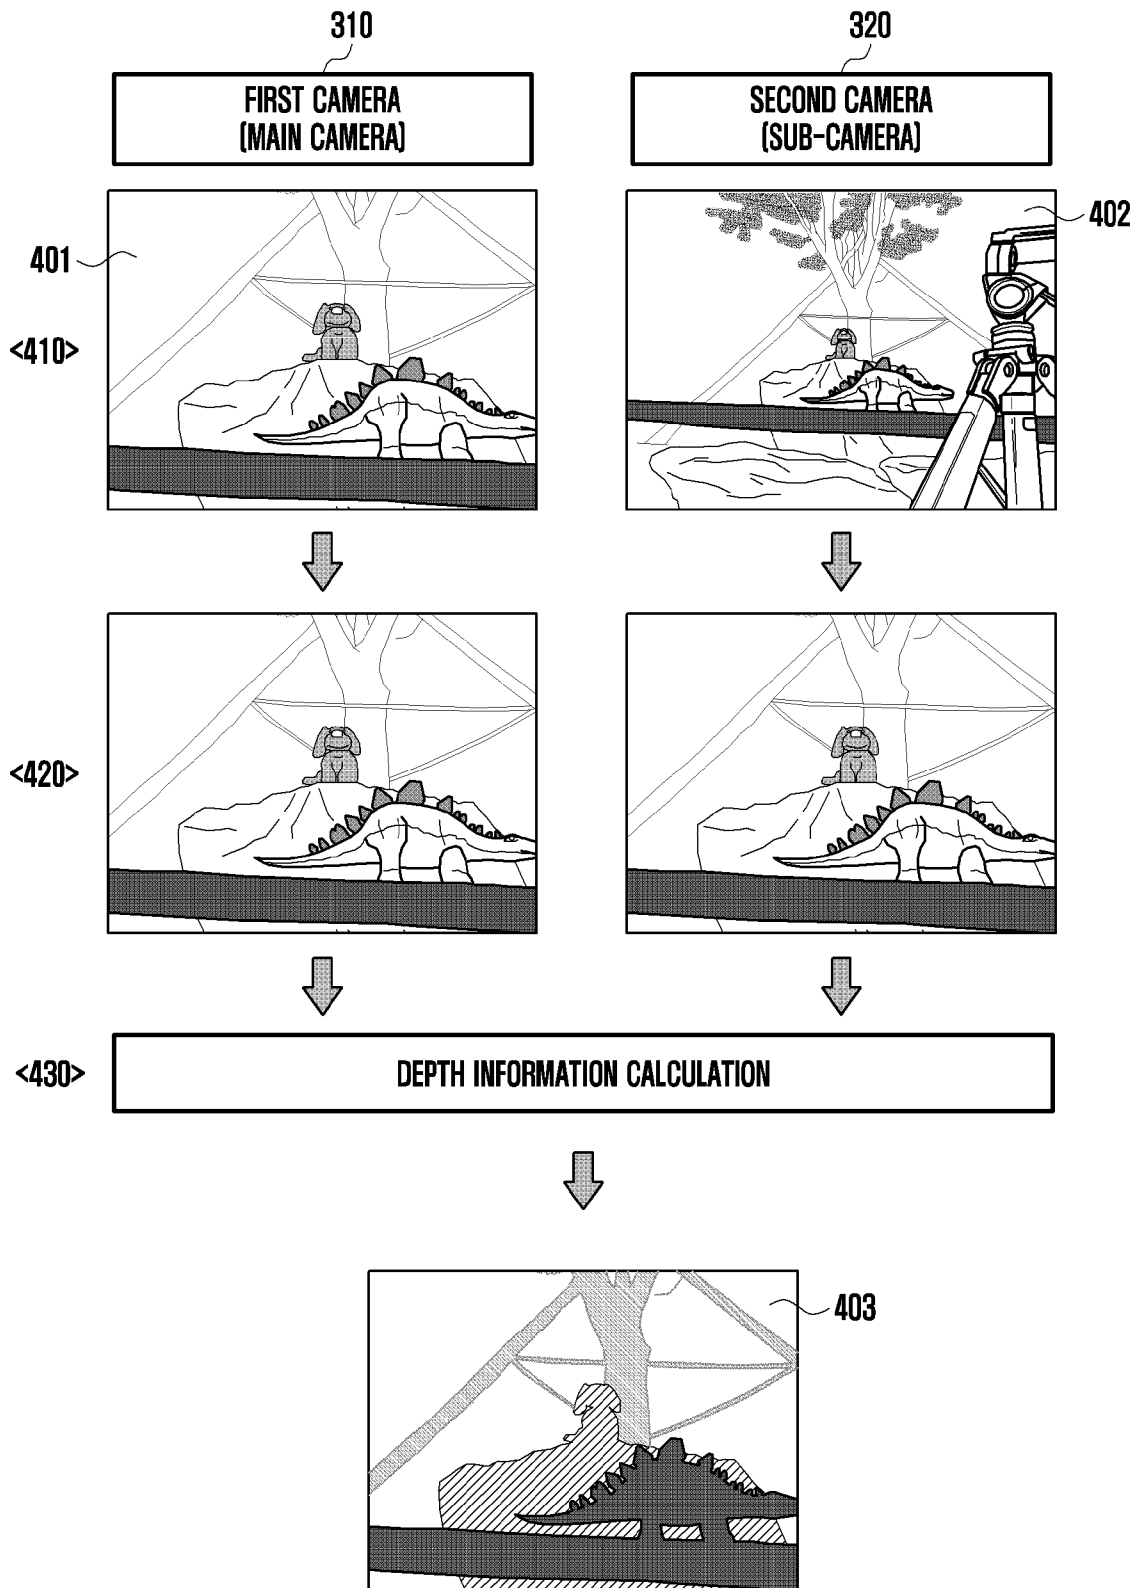 310
320
FIRST CAMERA
(MAIN CAMERA)
SECOND CAMERA
(SUB-CAMERA)
401
402
<410>
<420>
<430>
DEPTH INFORMATION CALCULATION
403